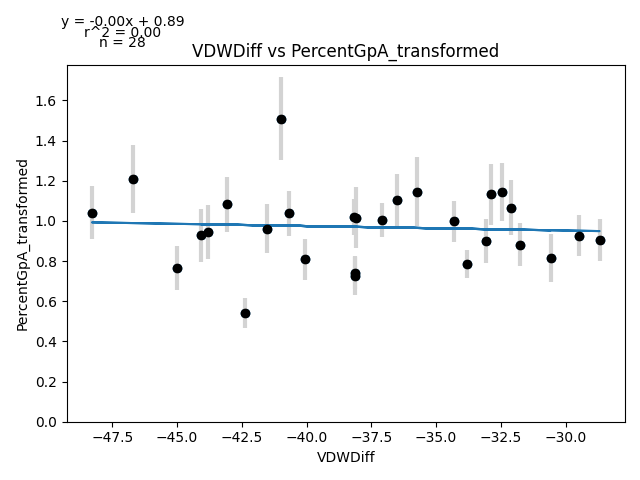 y = -0.00x + 0.89
r^2 = 0.00
n = 28
VDWDiff vs PercentGpA_transformed
PercentGpA_transformed
1.6
1.4
1.2
1.0
0.8
0.6
0.4
0.2
0.0
−47.5 −45.0 −42.5 −40.0 −37.5 −35.0 −32.5 −30.0
VDWDiff